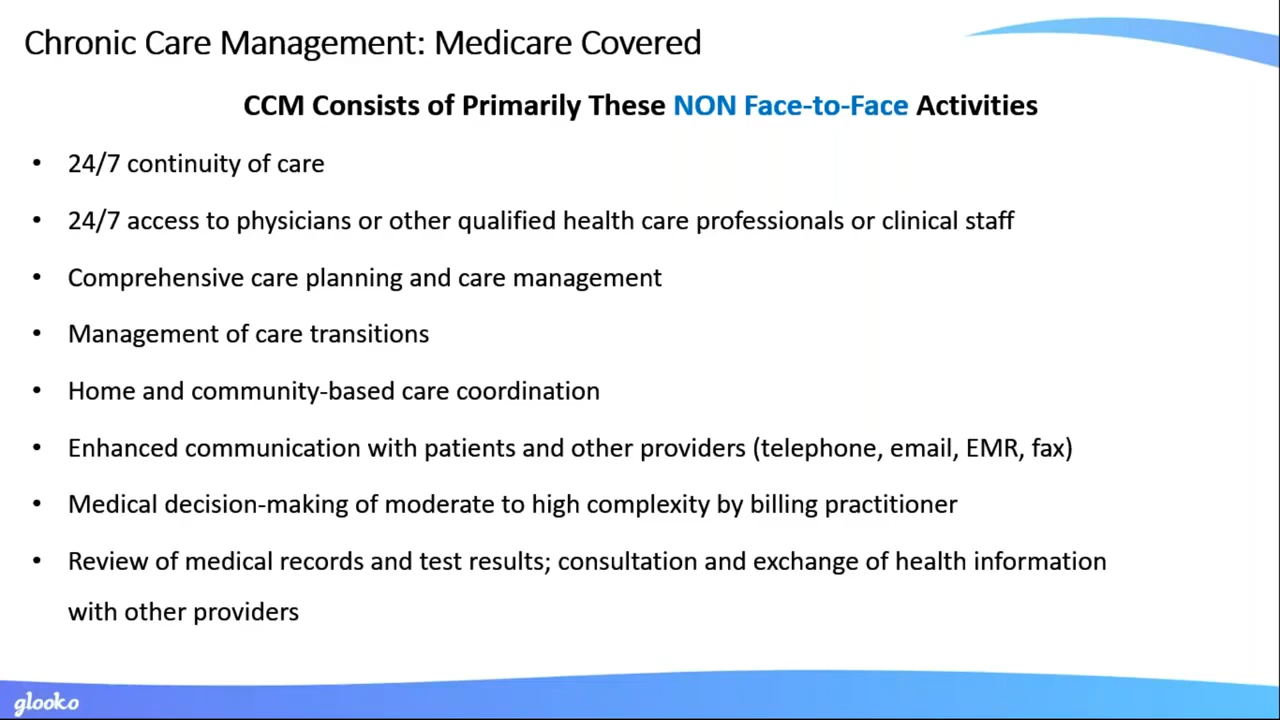 Chronic Care Management: Medicare Covered
CCM Consists of Primarily These NON Face-to-Face Activities
• 24/7 continuity of care
• 24/7 access to physicians or other qualified health care professionals or clinical staff
• Comprehensive care planning and care management
• Management of care transitions
• Home and community-based care coordination
• Enhanced communication with patients and other providers (telephone, email, EMR, fax)
• Medical decision-making of moderate to high complexity by billing practitioner
• Review of medical records and test results; consultation and exchange of health information
with other providers
glooko